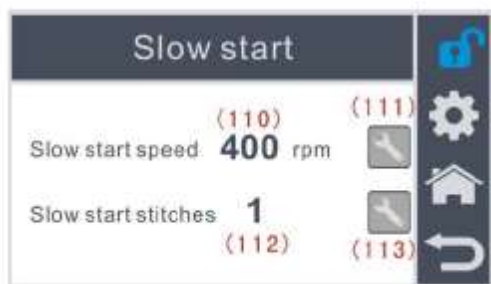 Slow start
(110) (111)
Slow start speed 400 rpm
Slow start stitches 1
(112) (113)